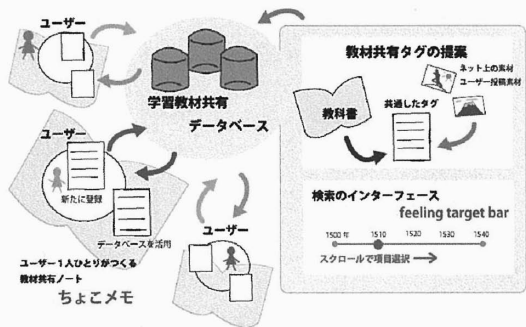 ユーザー
学習教材共有
データベース
ユーザー
新たに登録
データベースを活用
ユーザー1人ひとりがつくる
教材共有ノート
ちょこメモ
ユーザー
教材共有タグの提案
ネット上の素材
ユーザー投稿素材
教科書
共通したタグ
検索のインターフェース
feeling target bar
1500年 1510 1520 1530 1540
スクロールで項目選択